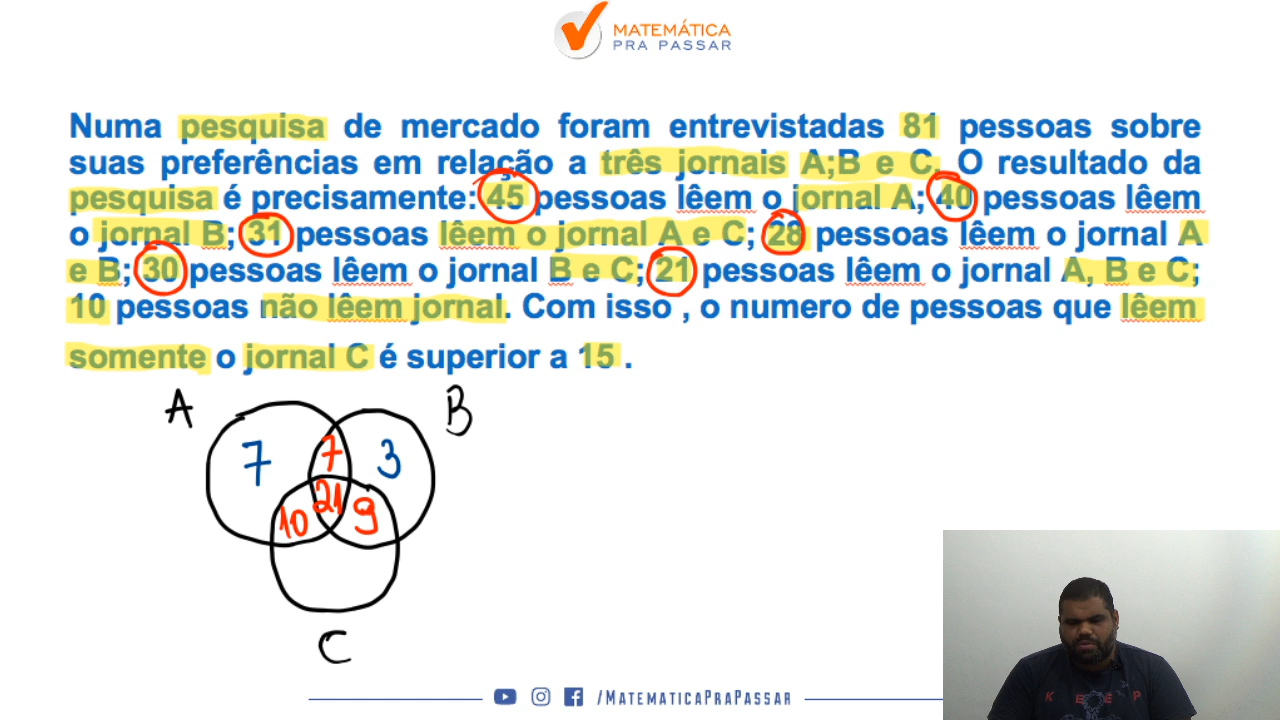 MATEMÁTICA
PRA PASSAR
Numa pesquisa de mercado foram entrevistadas 81 pessoas sobre
suas preferências em relação a três jornais A;B e C. O resultado da
pesquisa é precisamente: 45 pessoas lêem o jornal A; 40 pessoas lêem
o jornal B; 31 pessoas lêem o jornal A e C; 28 pessoas lêem o jornal A
e B; 30 pessoas lêem o jornal B e C; 21 pessoas lêem o jornal A, B e C;
10 pessoas não lêem jornal. Com isso , o numero de pessoas que lêem
somente o jornal C é superior a 15 .
A B
7 7 3
21
10 9
C
/MATEMATICAPRAPASSAR
K E E P